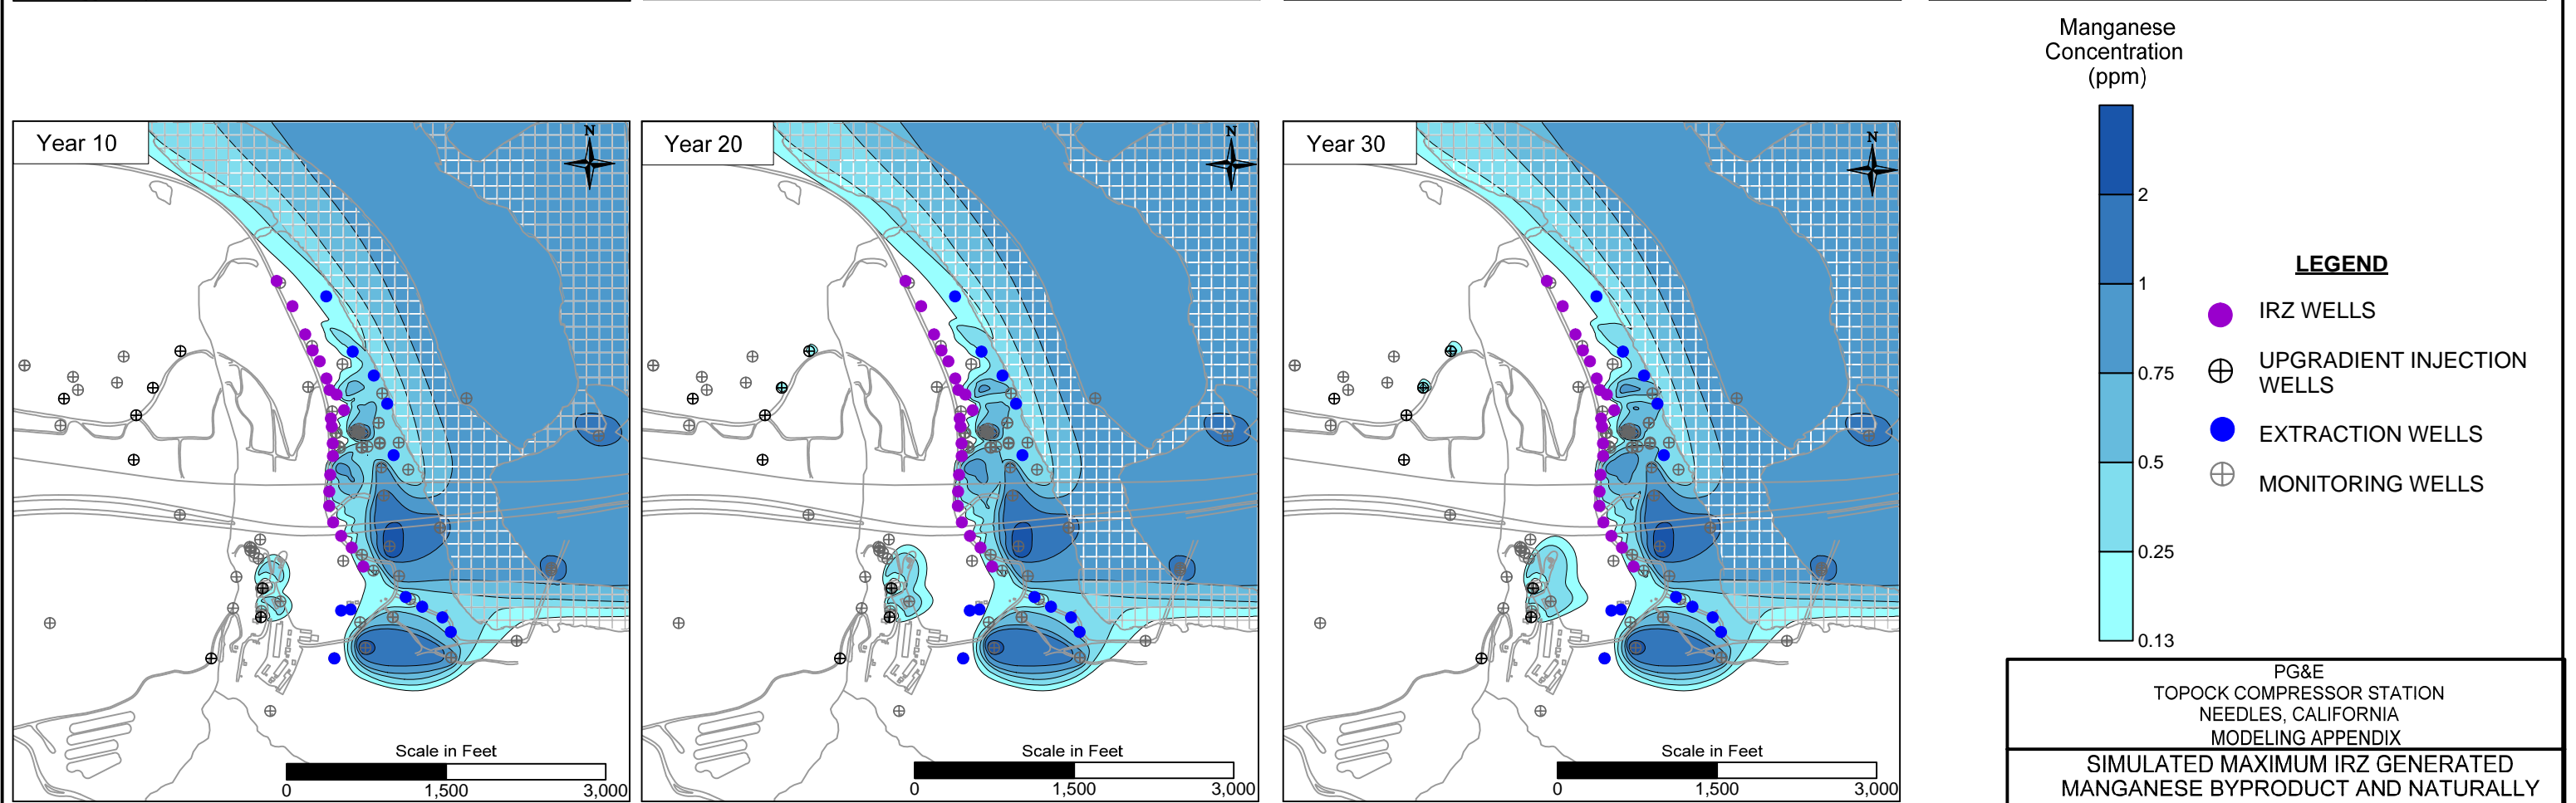 Year 10
N
Scale in Feet
0 1,500 3,000
Year 20
N
Scale in Feet
0 1,500 3,000
Year 30
N
Scale in Feet
0 1,500 3,000
Manganese
Concentration
(ppm)
2
1
0.75
0.5
0.25
0.13
LEGEND
IRZ WELLS
UPGRADIENT INJECTION
WELLS
EXTRACTION WELLS
MONITORING WELLS
PG&E
TOPOCK COMPRESSOR STATION
NEEDLES, CALIFORNIA
MODELING APPENDIX
SIMULATED MAXIMUM IRZ GENERATED
MANGANESE BYPRODUCT AND NATURALLY